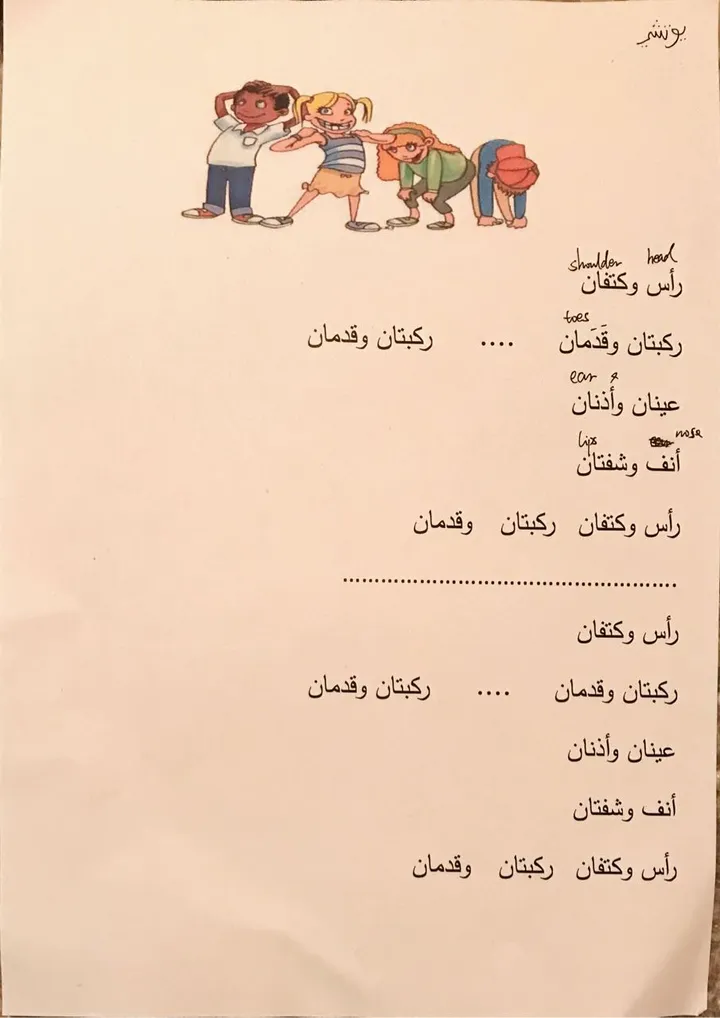 shoulder head
رأس وكتفان
toes
ركبتان وقَدَمان .... ركبتان وقدمان
ear &
عينان وأذنان
lips nose
أنف وشفتان
رأس وكتفان ركبتان وقدمان
........................................................
رأس وكتفان
ركبتان وقدمان .... ركبتان وقدمان
عينان وأذنان
أنف وشفتان
رأس وكتفان ركبتان وقدمان